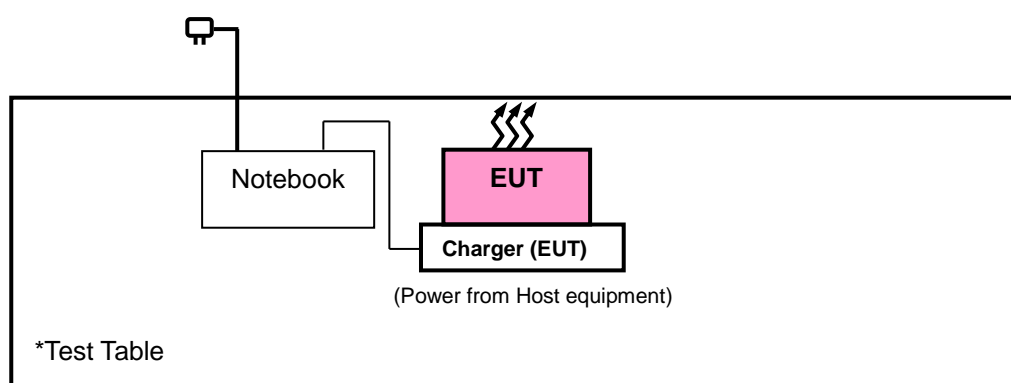 Notebook
EUT
Charger (EUT)
(Power from Host equipment)
*Test Table